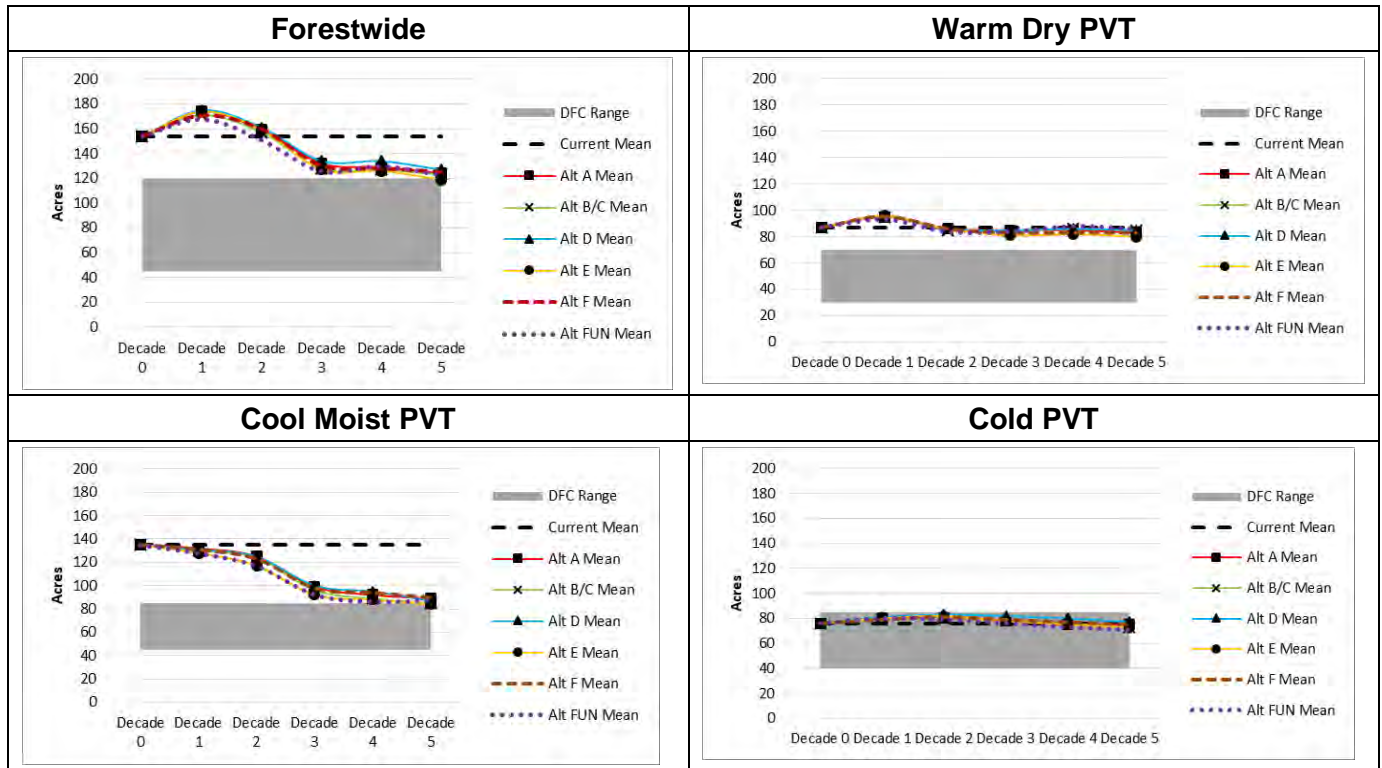 Forestwide
200
180
160
140
120
100
80
60
40
20
0
Acres
Decade Decade Decade Decade Decade Decade
0 1 2 3 4 5
DFC Range
Current Mean
Alt A Mean
Alt B/C Mean
Alt D Mean
Alt E Mean
Alt F Mean
Alt FUN Mean
Warm Dry PVT
200
180
160
140
120
100
80
60
40
20
0
Acres
Decade 0 Decade 1 Decade 2 Decade 3 Decade 4 Decade 5
DFC Range
Current Mean
Alt A Mean
Alt B/C Mean
Alt D Mean
Alt E Mean
Alt F Mean
Alt FUN Mean
Cool Moist PVT
200
180
160
140
120
100
80
60
40
20
0
Acres
Decade Decade Decade Decade Decade Decade
0 1 2 3 4 5
DFC Range
Current Mean
Alt A Mean
Alt B/C Mean
Alt D Mean
Alt E Mean
Alt F Mean
Alt FUN Mean
Cold PVT
200
180
160
140
120
100
80
60
40
20
0
Acres
Decade 0 Decade 1 Decade 2 Decade 3 Decade 4 Decade 5
DFC Range
Current Mean
Alt A Mean
Alt B/C Mean
Alt D Mean
Alt E Mean
Alt F Mean
Alt FUN Mean